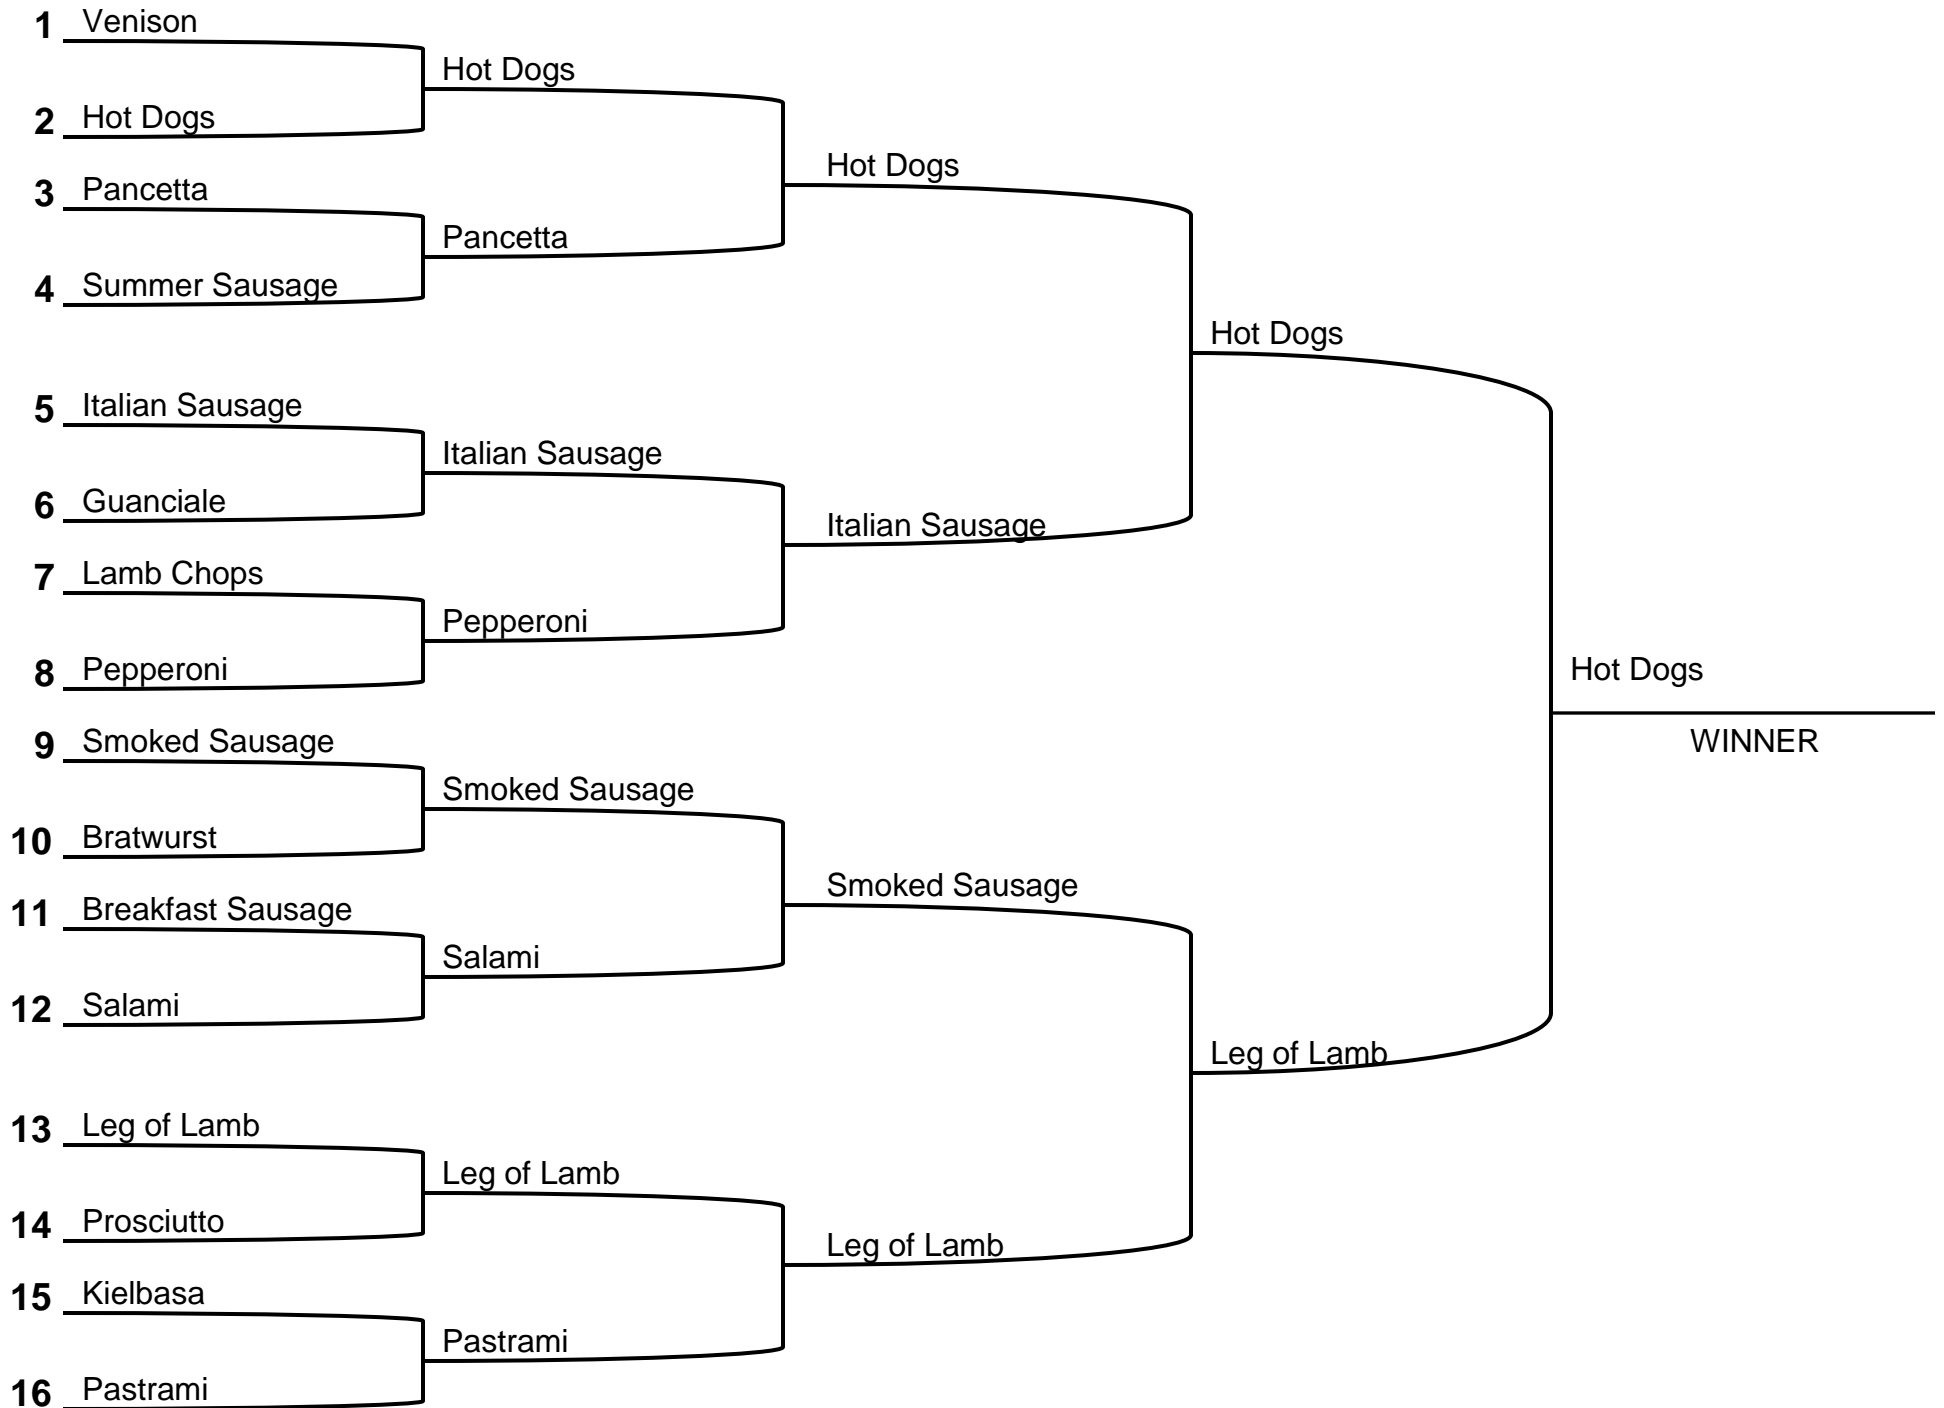 1 Venison
Hot Dogs
2 Hot Dogs
Hot Dogs
3 Pancetta
Pancetta
4 Summer Sausage
Hot Dogs
5 Italian Sausage
Italian Sausage
6 Guanciale
Italian Sausage
7 Lamb Chops
Pepperoni
8 Pepperoni
Hot Dogs
WINNER
9 Smoked Sausage
Smoked Sausage
10 Bratwurst
Smoked Sausage
11 Breakfast Sausage
Salami
12 Salami
Leg of Lamb
13 Leg of Lamb
Leg of Lamb
14 Prosciutto
Leg of Lamb
15 Kielbasa
Pastrami
16 Pastrami